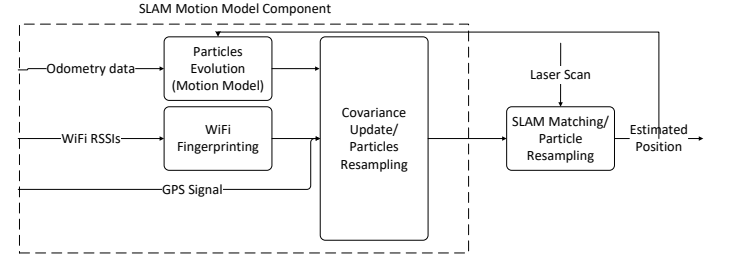 SLAM Motion Model Component
Odometry data
Particles
Evolution
(Motion Model)
WiFi RSSIs
WiFi
Fingerprinting
GPS Signal
Covariance
Update/
Particles
Resampling
Laser Scan
SLAM Matching/
Particle
Resampling
Estimated
Position